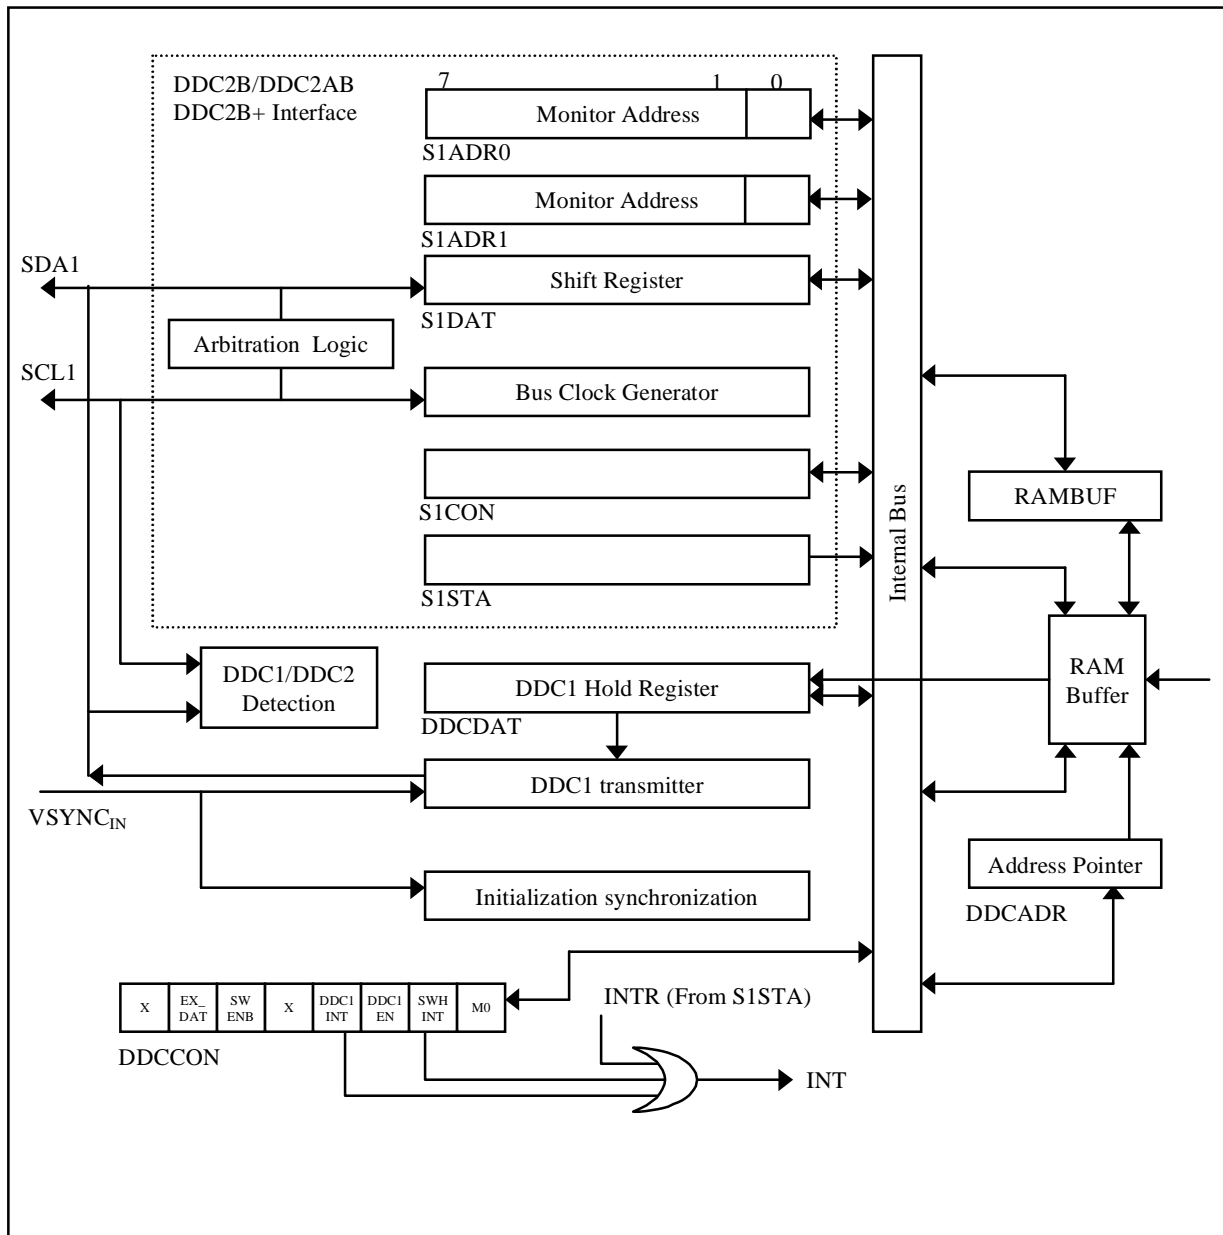 DDC2B/DDC2AB
DDC2B+ Interface
7 1 0
Monitor Address
S1ADR0
Monitor Address
S1ADR1
SDA1
Shift Register
S1DAT
Arbitration Logic
SCL1
Bus Clock Generator
S1CON
S1STA
Internal Bus
RAMBUF
RAM
Buffer
DDC1/DDC2
Detection
DDC1 Hold Register
DDCDAT
DDC1 transmitter
VSYNCIN
Address Pointer
DDCADR
Initialization synchronization
X
EX_
DAT
SW
ENB
X
DDC1
INT
DDC1
EN
SWH
INT
M0
DDCCON
INTR (From S1STA)
INT